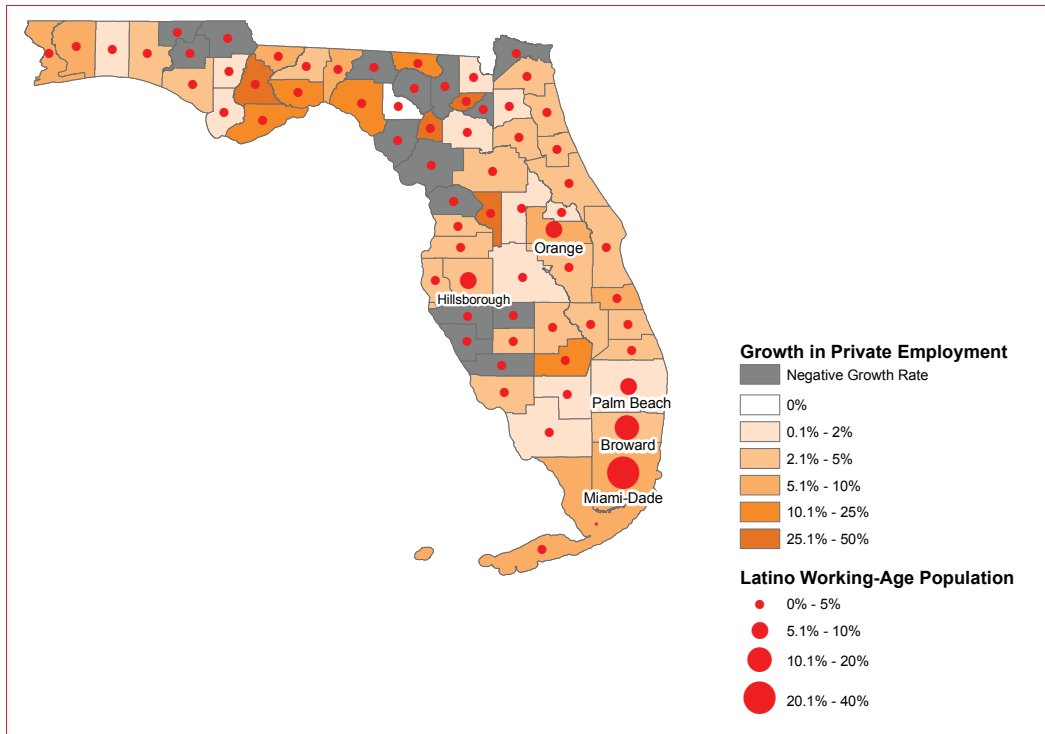 Orange
Hillsborough
Palm Beach
Broward
Miami-Dade
Growth in Private Employment
Negative Growth Rate
0%
0.1% - 2%
2.1% - 5%
5.1% - 10%
10.1% - 25%
25.1% - 50%
Latino Working-Age Population
0% - 5%
5.1% - 10%
10.1% - 20%
20.1% - 40%